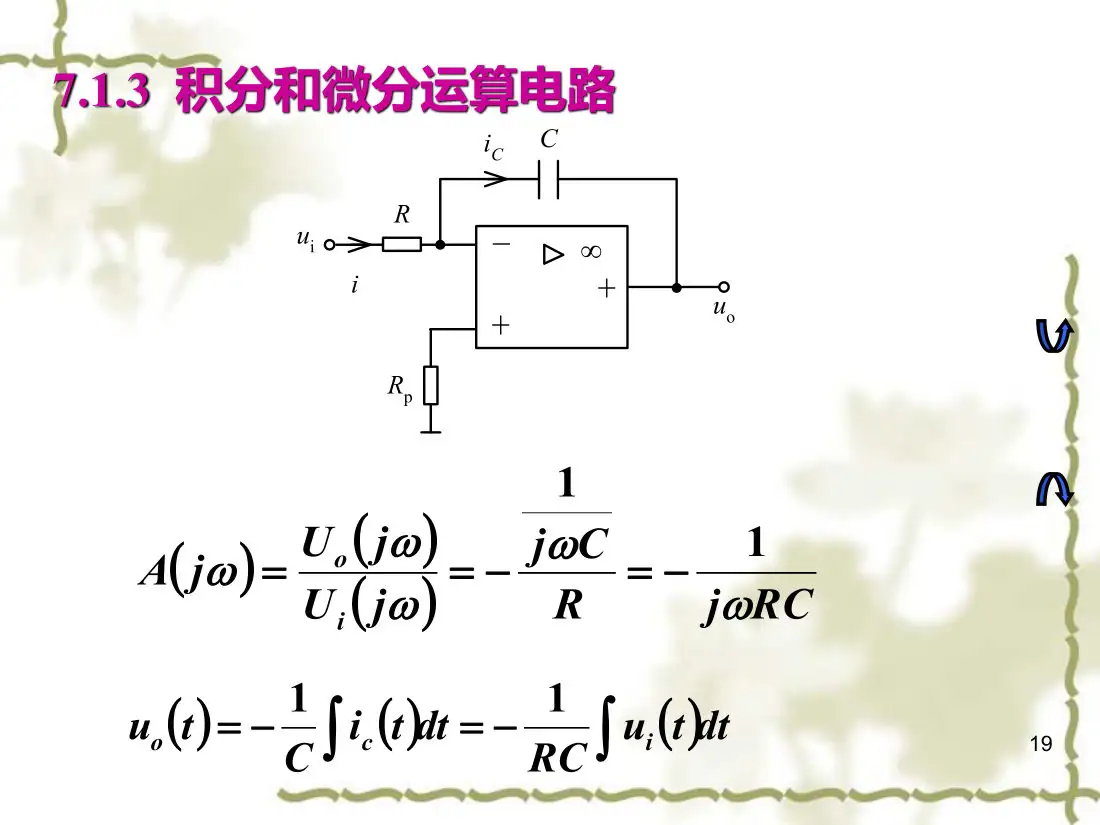 7.1.3 积分和微分运算电路
i_C C
R
u_i
i
− ▷ ∞
+
u_o
+
R_p
A(jω) = U_o(jω) / U_i(jω) = − (1 / jωC) / R = − 1 / jωRC
u_o(t) = − 1/C ∫ i_c(t)dt = − 1/RC ∫ u_i(t)dt
19